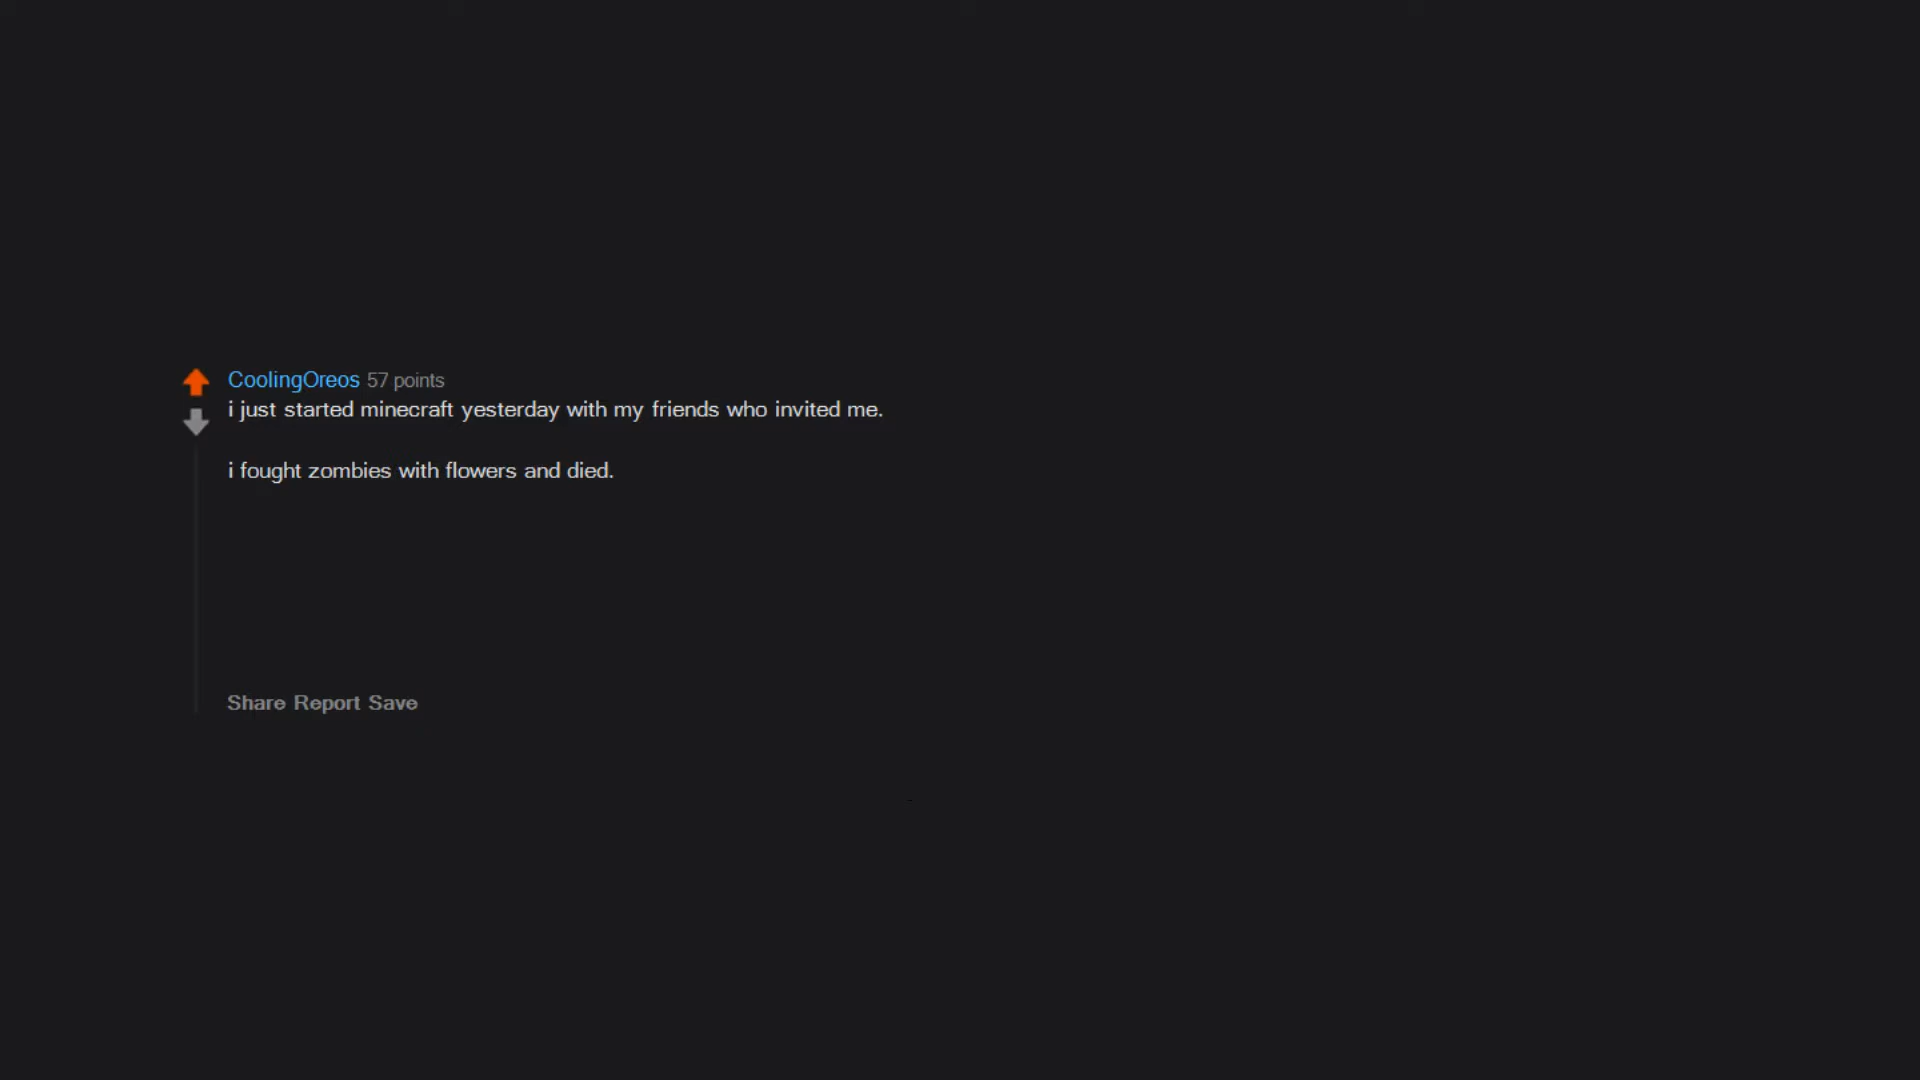 CoolingOreos 57 points
i just started minecraft yesterday with my friends who invited me.
i fought zombies with flowers and died.
Share Report Save